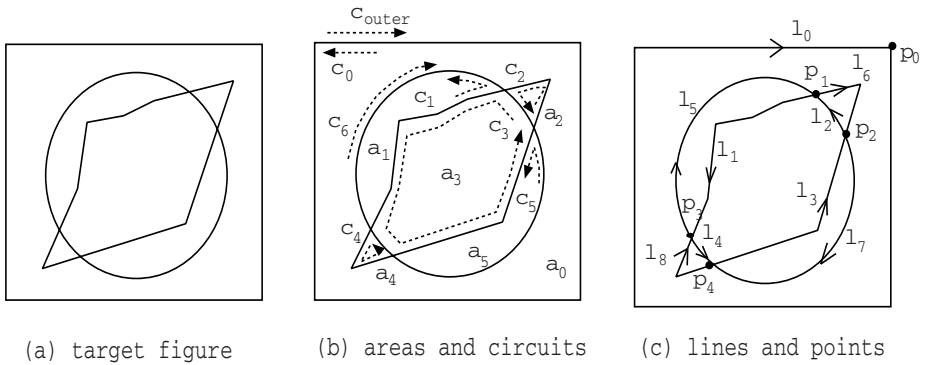 c_outer
c_0
c_6
c_1
c_2
c_3
a_2
a_1
a_3
c_5
c_4
a_4
a_5
a_0
l_0
p_0
l_5
p_1
l_6
l_2
p_2
l_1
l_3
p_3
l_4
l_8
p_4
l_7
(a) target figure
(b) areas and circuits
(c) lines and points